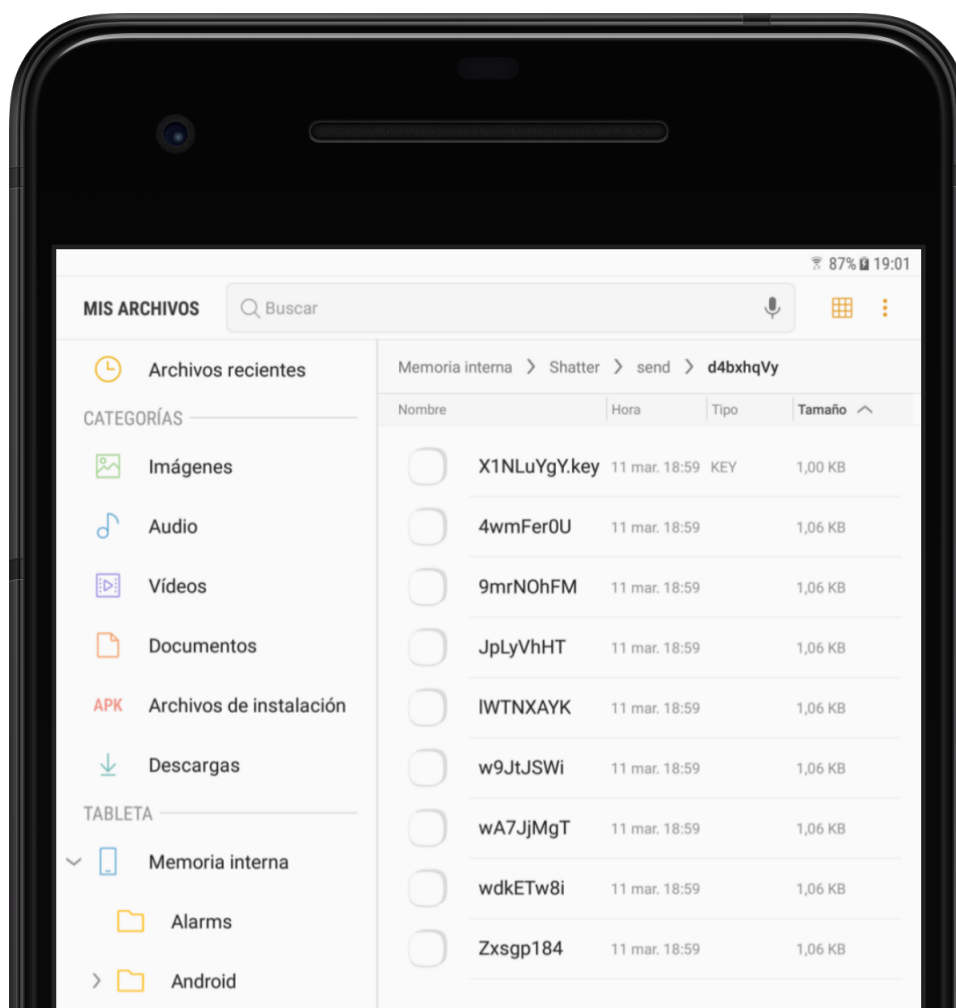 87% 19:01
MIS ARCHIVOS
Buscar
Archivos recientes
CATEGORÍAS
Imágenes
Audio
Vídeos
Documentos
APK Archivos de instalación
Descargas
TABLETA
Memoria interna
Alarms
Android
Memoria interna > Shatter > send > d4bxhqVy
Nombre Hora Tipo Tamaño
X1NLuYgY.key 11 mar. 18:59 KEY 1,00 KB
4wmFer0U 11 mar. 18:59 1,06 KB
9mrNOhFM 11 mar. 18:59 1,06 KB
JpLyVhHT 11 mar. 18:59 1,06 KB
lWTNXAYK 11 mar. 18:59 1,06 KB
w9JtJSWi 11 mar. 18:59 1,06 KB
wA7JjMgT 11 mar. 18:59 1,06 KB
wdkETw8i 11 mar. 18:59 1,06 KB
Zxsgp184 11 mar. 18:59 1,06 KB